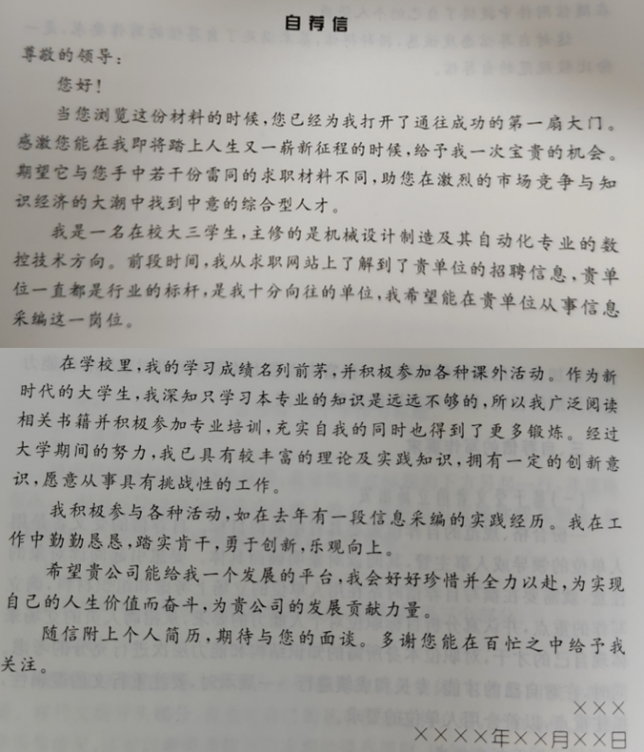 自荐信
尊敬的领导：
您好！
当您浏览这份材料的时候，您已经为我打开了通往成功的第一扇大门。
感激您能在我即将踏上人生又一崭新征程的时候，给予我一次宝贵的机会。
期望它与您手中若干份雷同的求职材料不同，助您在激烈的市场竞争与知
识经济的大潮中找到中意的综合型人才。
我是一名在校大三学生，主修的是机械设计制造及其自动化专业的数
控技术方向。前段时间，我从求职网站上了解到了贵单位的招聘信息，贵单
位一直都是行业的标杆，是我十分向往的单位，我希望能在贵单位从事信息
采编这一岗位。
在学校里，我的学习成绩名列前茅，并积极参加各种课外活动。作为新
时代的大学生，我深知只学习本专业的知识是远远不够的，所以我广泛阅读
相关书籍并积极参加专业培训，充实自我的同时也得到了更多锻炼。经过
大学期间的努力，我已具有较丰富的理论及实践知识，拥有一定的创新意
识，愿意从事具有挑战性的工作。
我积极参与各种活动，如在去年有一段信息采编的实践经历。我在工
作中勤勤恳恳，踏实肯干，勇于创新，乐观向上。
希望贵公司能给我一个发展的平台，我会好好珍惜并全力以赴，为实现
自己的人生价值而奋斗，为贵公司的发展贡献力量。
随信附上个人简历，期待与您的面谈。多谢您能在百忙之中给予我
关注。
×××
××××年××月××日